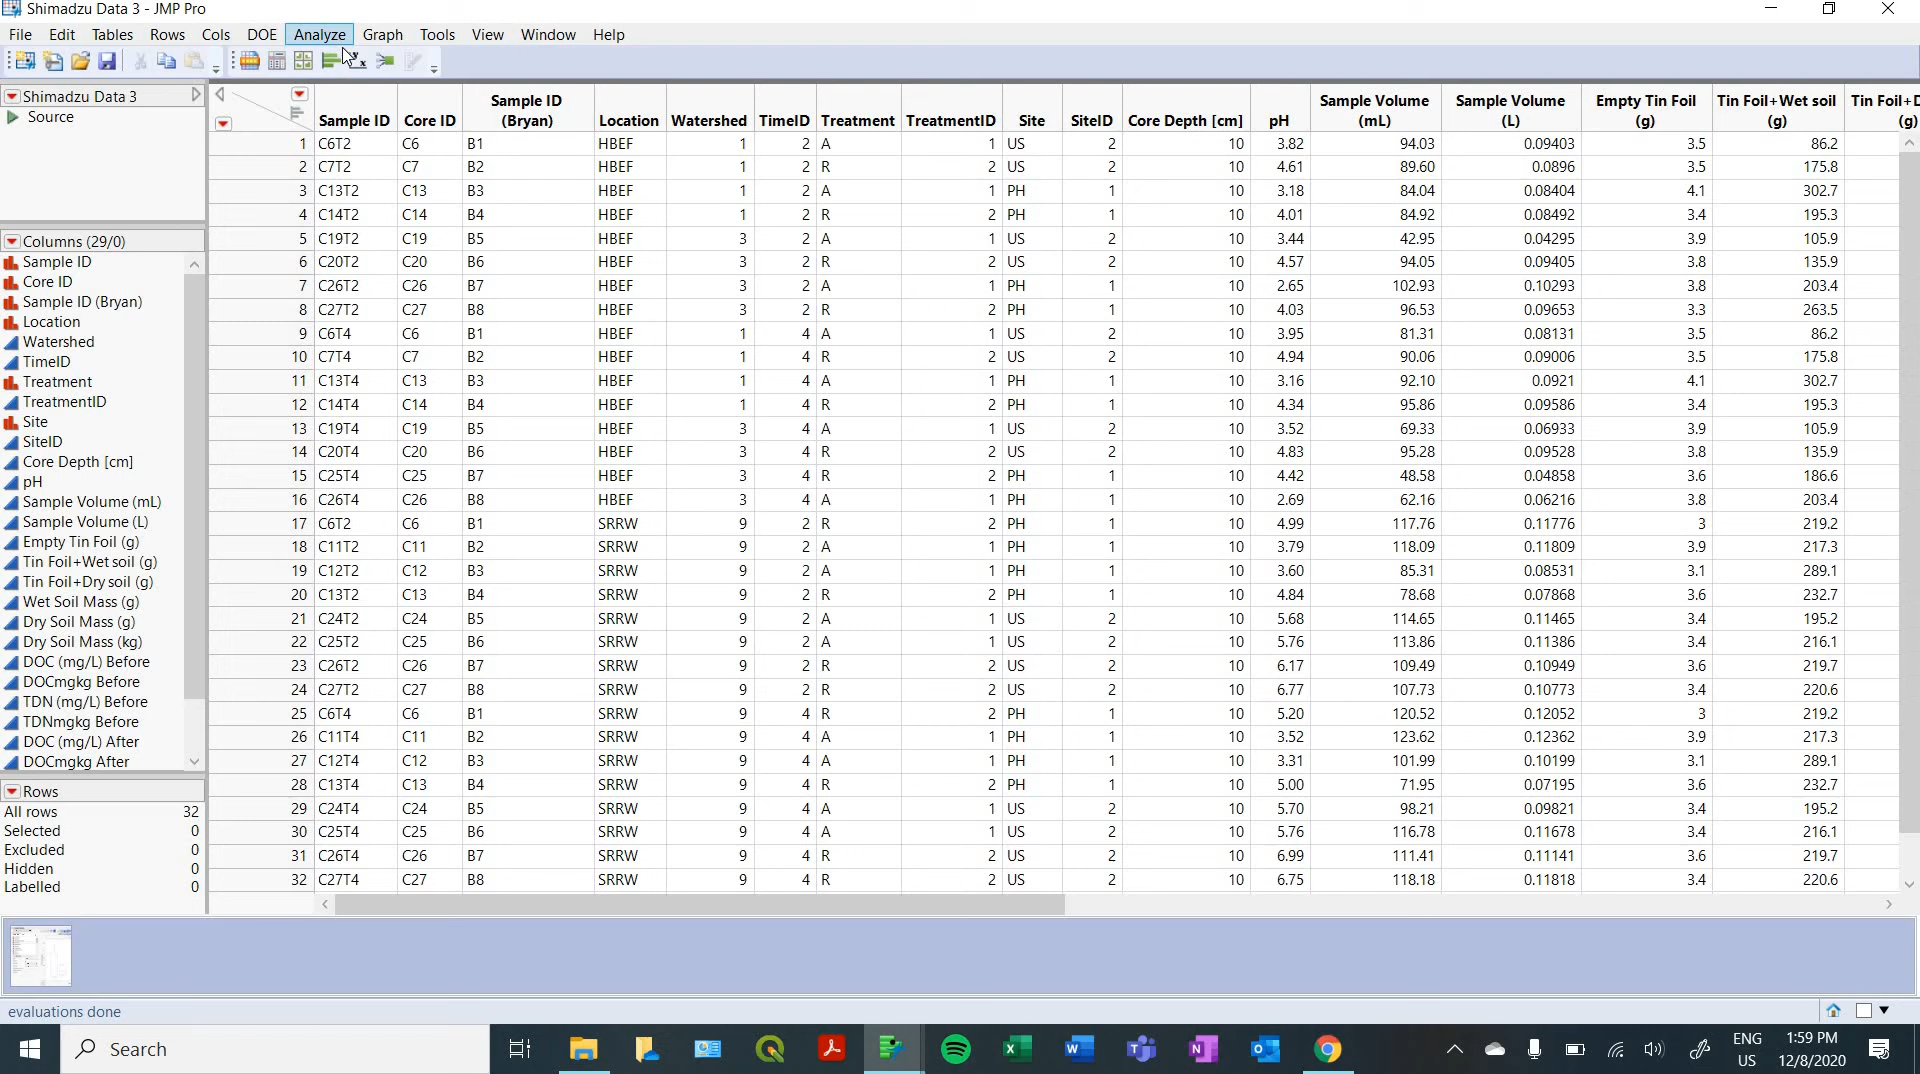 Shimadzu Data 3 - JMP Pro
File Edit Tables Rows Cols DOE Analyze Graph Tools View Window Help
Shimadzu Data 3
Source
Columns (29/0)
Sample ID
Core ID
Sample ID (Bryan)
Location
Watershed
TimeID
Treatment
TreatmentID
Site
SiteID
Core Depth [cm]
pH
Sample Volume (mL)
Sample Volume (L)
Empty Tin Foil (g)
Tin Foil+Wet soil (g)
Tin Foil+Dry soil (g)
Wet Soil Mass (g)
Dry Soil Mass (g)
Dry Soil Mass (kg)
DOC (mg/L) Before
DOCmgkg Before
TDN (mg/L) Before
TDNmgkg Before
DOC (mg/L) After
DOCmgkg After
Rows
All rows 32
Selected 0
Excluded 0
Hidden 0
Labelled 0
Sample ID Core ID Sample ID (Bryan) Location Watershed TimeID Treatment TreatmentID Site SiteID Core Depth [cm] pH Sample Volume (mL) Sample Volume (L) Empty Tin Foil (g) Tin Foil+Wet soil (g) Tin Foil+D (g)
1 C6T2 C6 B1 HBEF 1 2 A 1 US 2 10 3.82 94.03 0.09403 3.5 86.2
2 C7T2 C7 B2 HBEF 1 2 R 2 US 2 10 4.61 89.60 0.0896 3.5 175.8
3 C13T2 C13 B3 HBEF 1 2 A 1 PH 1 10 3.18 84.04 0.08404 4.1 302.7
4 C14T2 C14 B4 HBEF 1 2 R 2 PH 1 10 4.01 84.92 0.08492 3.4 195.3
5 C19T2 C19 B5 HBEF 3 2 A 1 US 2 10 3.44 42.95 0.04295 3.9 105.9
6 C20T2 C20 B6 HBEF 3 2 R 2 US 2 10 4.57 94.05 0.09405 3.8 135.9
7 C26T2 C26 B7 HBEF 3 2 A 1 PH 1 10 2.65 102.93 0.10293 3.8 203.4
8 C27T2 C27 B8 HBEF 3 2 R 2 PH 1 10 4.03 96.53 0.09653 3.3 263.5
9 C6T4 C6 B1 HBEF 1 4 A 1 US 2 10 3.95 81.31 0.08131 3.5 86.2
10 C7T4 C7 B2 HBEF 1 4 R 2 US 2 10 4.94 90.06 0.09006 3.5 175.8
11 C13T4 C13 B3 HBEF 1 4 A 1 PH 1 10 3.16 92.10 0.0921 4.1 302.7
12 C14T4 C14 B4 HBEF 1 4 R 2 PH 1 10 4.34 95.86 0.09586 3.4 195.3
13 C19T4 C19 B5 HBEF 3 4 A 1 US 2 10 3.52 69.33 0.06933 3.9 105.9
14 C20T4 C20 B6 HBEF 3 4 R 2 US 2 10 4.83 95.28 0.09528 3.8 135.9
15 C25T4 C25 B7 HBEF 3 4 R 2 PH 1 10 4.42 48.58 0.04858 3.6 186.6
16 C26T4 C26 B8 HBEF 3 4 A 1 PH 1 10 2.69 62.16 0.06216 3.8 203.4
17 C6T2 C6 B1 SRRW 9 2 R 2 PH 1 10 4.99 117.76 0.11776 3 219.2
18 C11T2 C11 B2 SRRW 9 2 A 1 PH 1 10 3.79 118.09 0.11809 3.9 217.3
19 C12T2 C12 B3 SRRW 9 2 A 1 PH 1 10 3.60 85.31 0.08531 3.1 289.1
20 C13T2 C13 B4 SRRW 9 2 R 2 PH 1 10 4.84 78.68 0.07868 3.6 232.7
21 C24T2 C24 B5 SRRW 9 2 A 1 US 2 10 5.68 114.65 0.11465 3.4 195.2
22 C25T2 C25 B6 SRRW 9 2 A 1 US 2 10 5.76 113.86 0.11386 3.4 216.1
23 C26T2 C26 B7 SRRW 9 2 R 2 US 2 10 6.17 109.49 0.10949 3.6 219.7
24 C27T2 C27 B8 SRRW 9 2 R 2 US 2 10 6.77 107.73 0.10773 3.4 220.6
25 C6T4 C6 B1 SRRW 9 4 R 2 PH 1 10 5.20 120.52 0.12052 3 219.2
26 C11T4 C11 B2 SRRW 9 4 A 1 PH 1 10 3.52 123.62 0.12362 3.9 217.3
27 C12T4 C12 B3 SRRW 9 4 A 1 PH 1 10 3.31 101.99 0.10199 3.1 289.1
28 C13T4 C13 B4 SRRW 9 4 R 2 PH 1 10 5.00 71.95 0.07195 3.6 232.7
29 C24T4 C24 B5 SRRW 9 4 A 1 US 2 10 5.70 98.21 0.09821 3.4 195.2
30 C25T4 C25 B6 SRRW 9 4 A 1 US 2 10 5.76 116.78 0.11678 3.4 216.1
31 C26T4 C26 B7 SRRW 9 4 R 2 US 2 10 6.99 111.41 0.11141 3.6 219.7
32 C27T4 C27 B8 SRRW 9 4 R 2 US 2 10 6.75 118.18 0.11818 3.4 220.6
evaluations done
Search
ENG US
1:59 PM
12/8/2020